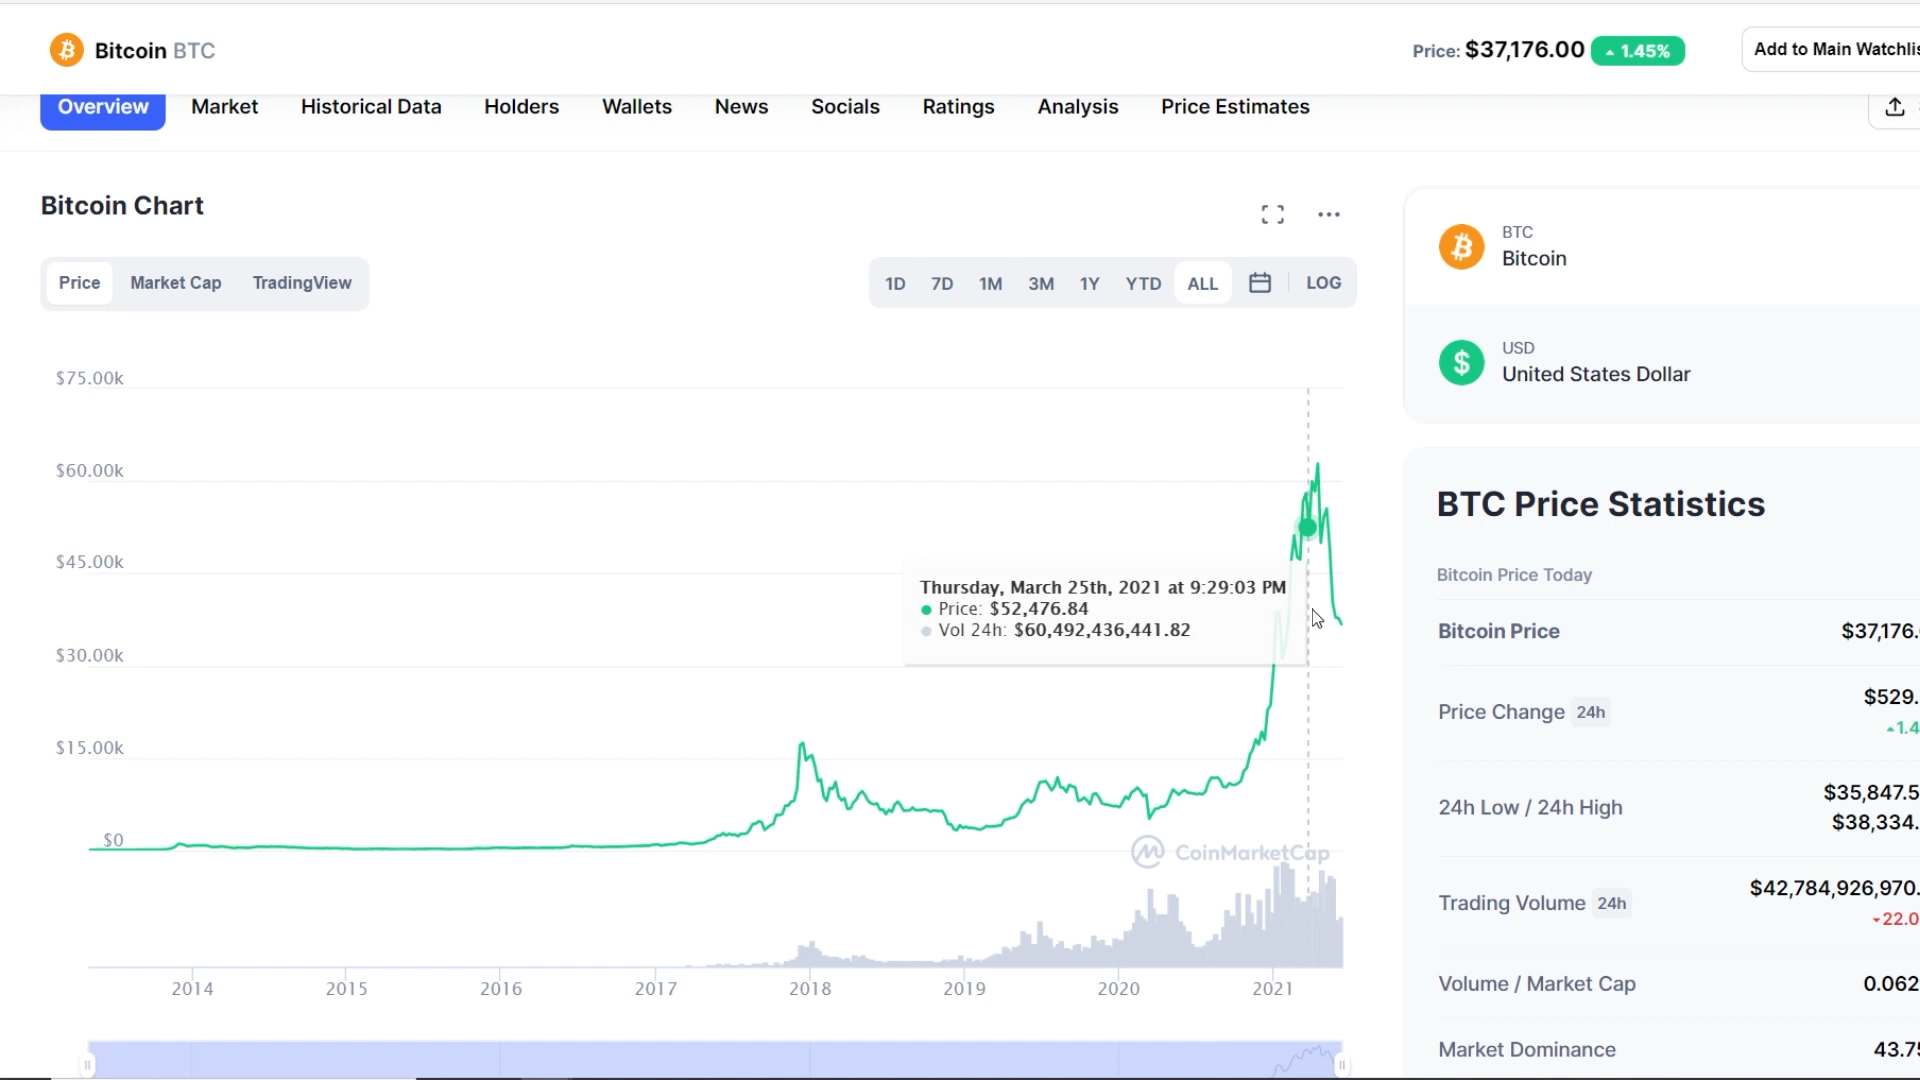 Bitcoin BTC
Price: $37,176.00 1.45%
Add to Main Watchlis
Overview Market Historical Data Holders Wallets News Socials Ratings Analysis Price Estimates
Bitcoin Chart
Price Market Cap TradingView
1D 7D 1M 3M 1Y YTD ALL LOG
$75.00k
$60.00k
$45.00k
$30.00k
$15.00k
$0
Thursday, March 25th, 2021 at 9:29:03 PM
Price: $52,476.84
Vol 24h: $60,492,436,441.82
CoinMarketCap
2014 2015 2016 2017 2018 2019 2020 2021
BTC
Bitcoin
USD
United States Dollar
BTC Price Statistics
Bitcoin Price Today
Bitcoin Price $37,176.
Price Change 24h $529.
1.4
24h Low / 24h High $35,847.5
$38,334.
Trading Volume 24h $42,784,926,970.
22.0
Volume / Market Cap 0.062
Market Dominance 43.75